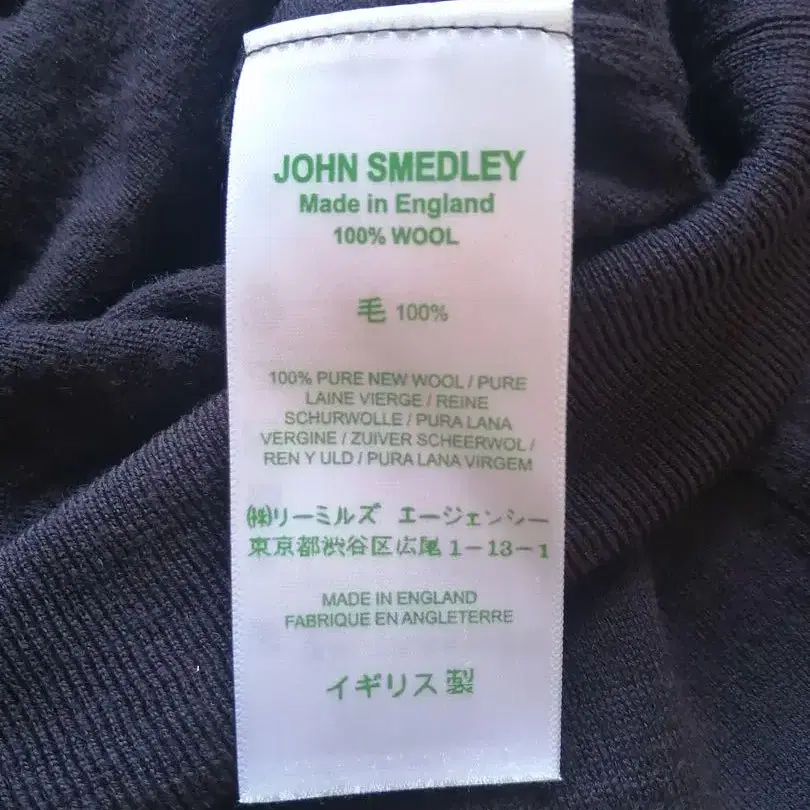 JOHN SMEDLEY
Made in England
100% WOOL
毛 100%
100% PURE NEW WOOL / PURE
LAINE VIERGE / REINE
SCHURWOLLE / PURA LANA
VERGINE / ZUIVER SCHEERWOL /
REN Y ULD / PURA LANA VIRGEM
㈱リーミルズ エージェンシー
東京都渋谷区広尾 1-13-1
MADE IN ENGLAND
FABRIQUE EN ANGLETERRE
イギリス製